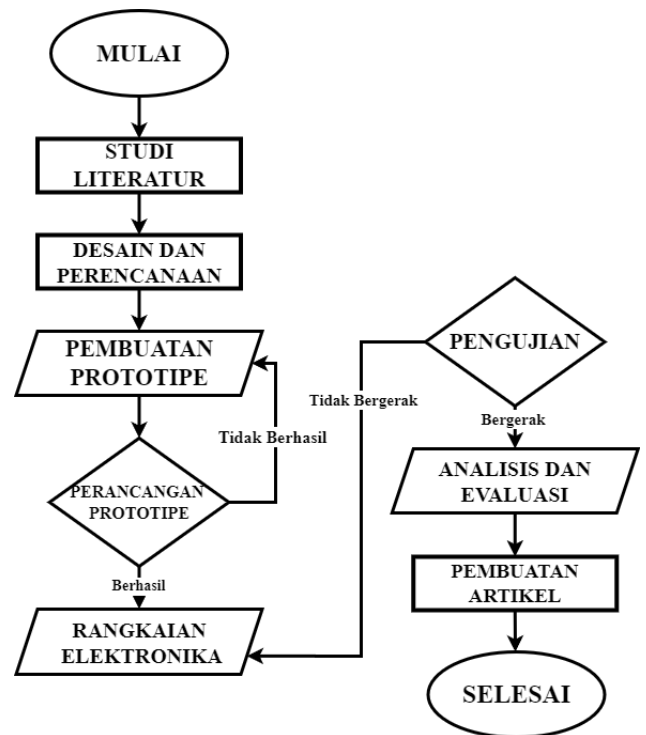 MULAI
STUDI
LITERATUR
DESAIN DAN
PERENCANAAN
PEMBUATAN
PROTOTIPE
Tidak Berhasil
PERANCANGAN
PROTOTIPE
Berhasil
RANGKAIAN
ELEKTRONIKA
Tidak Bergerak
PENGUJIAN
Bergerak
ANALISIS DAN
EVALUASI
PEMBUATAN
ARTIKEL
SELESAI